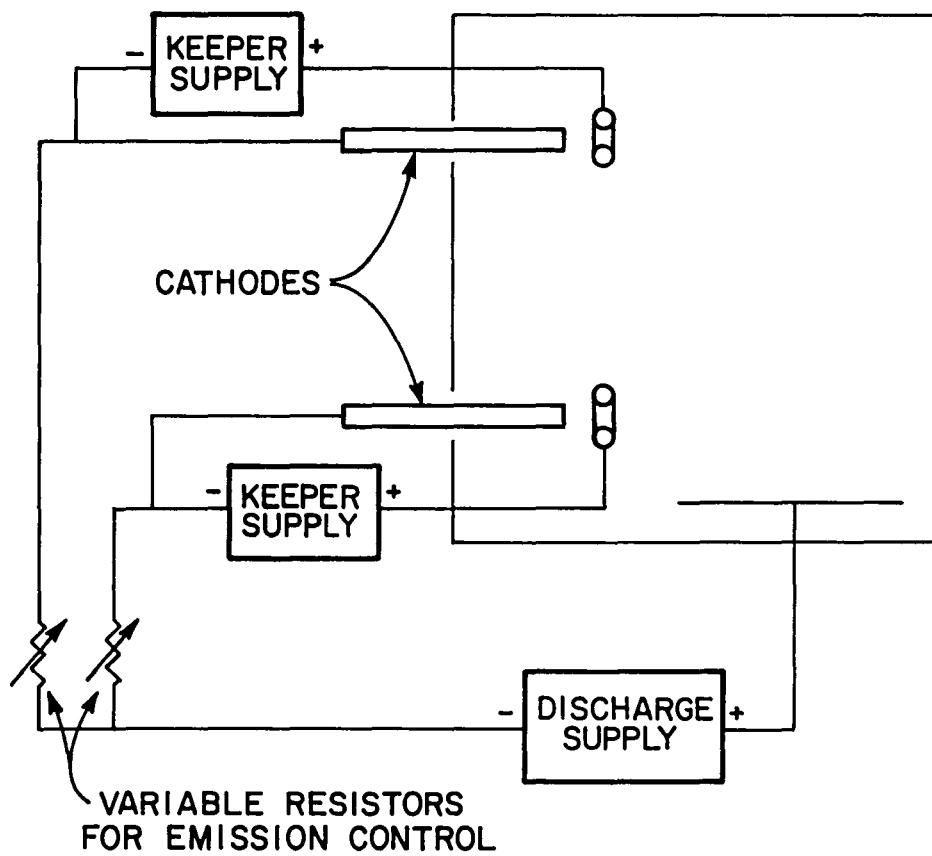 - KEEPER +
SUPPLY
CATHODES
- KEEPER +
SUPPLY
- DISCHARGE +
SUPPLY
VARIABLE RESISTORS
FOR EMISSION CONTROL